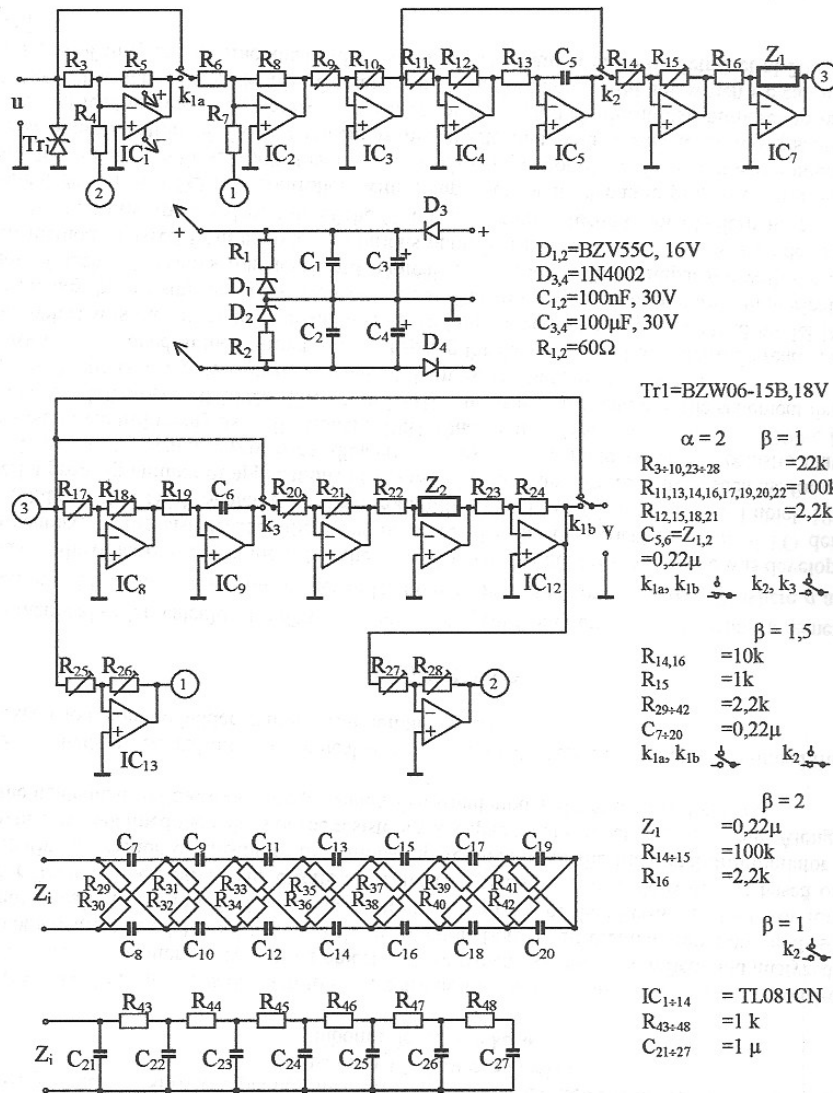 R3 R5 R6 R8 R9 R10 R11 R12 R13 C5 R14 R15 R16 Z1 3
u R4 k1a R7 k2
Tr1 IC1 IC2 IC3 IC4 IC5 IC7
2 1
D3
+ +
R1 C1 C3 +
D1
D2
C2 C4 +
R2
D4
D1,2=BZV55C, 16V
D3,4=1N4002
C1,2=100nF, 30V
C3,4=100μF, 30V
R1,2=60Ω
Tr1=BZW06-15B,18V
α = 2 β = 1
R3÷10,23÷28 =22k
R11,13,14,16,17,19,20,22=100k
R12,15,18,21 =2,2k
C5,6=Z1,2
=0,22μ
k1a, k1b k2, k3
3 R17 R18 R19 C6 R20 R21 R22 Z2 R23 R24
k3 k1b v
IC8 IC9 IC12
R25 R26 1 R27 R28 2
IC13
β = 1,5
R14,16 =10k
R15 =1k
R29÷42 =2,2k
C7÷20 =0,22μ
k1a, k1b k2
β = 2
Z1 =0,22μ
R14÷15 =100k
R16 =2,2k
β = 1
k2
IC1÷14 = TL081CN
R43÷48 =1 k
C21÷27 =1 μ
C7 C9 C11 C13 C15 C17 C19
Zi R29 R31 R33 R35 R37 R39 R41
R30 R32 R34 R36 R38 R40 R42
C8 C10 C12 C14 C16 C18 C20
R43 R44 R45 R46 R47 R48
Zi C21 C22 C23 C24 C25 C26 C27